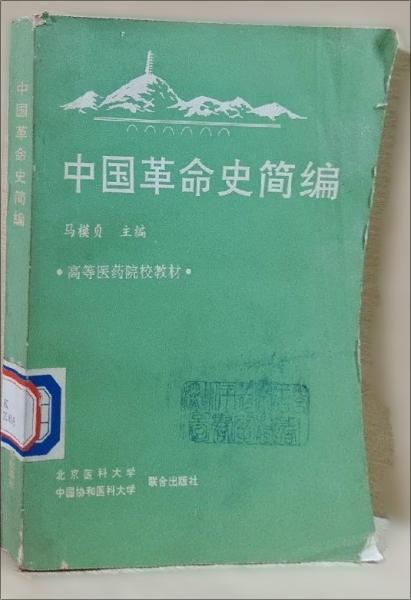 中国革命史简编
马模贞 主编
·高等医药院校教材·
北京医科大学
中国协和医科大学
联合出版社
中国革命史简编
K